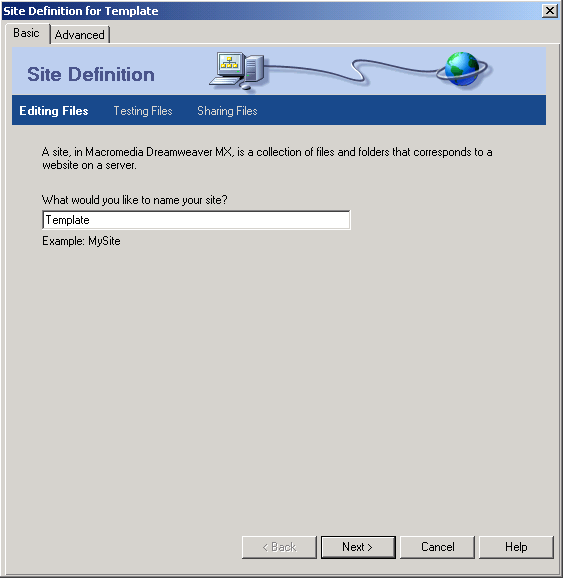 Site Definition for Template
Basic Advanced
Site Definition
Editing Files Testing Files Sharing Files
A site, in Macromedia Dreamweaver MX, is a collection of files and folders that corresponds to a
website on a server.
What would you like to name your site?
Template
Example: MySite
< Back Next > Cancel Help